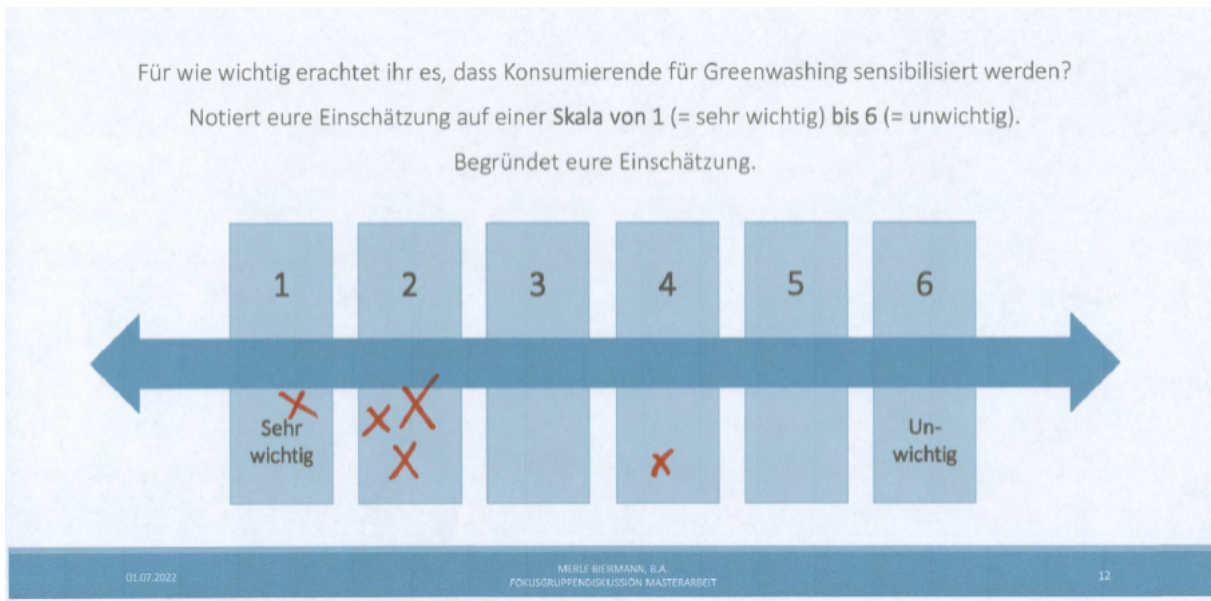 Für wie wichtig erachtet ihr es, dass Konsumierende für Greenwashing sensibilisiert werden?
Notiert eure Einschätzung auf einer Skala von 1 (= sehr wichtig) bis 6 (= unwichtig).
Begründet eure Einschätzung.
1 2 3 4 5 6
Sehr
wichtig
Un-
wichtig
01.07.2022
MERLE BIERMANN, B.A.
FOKUSGRUPPENDISKUSSION MASTERARBEIT
12